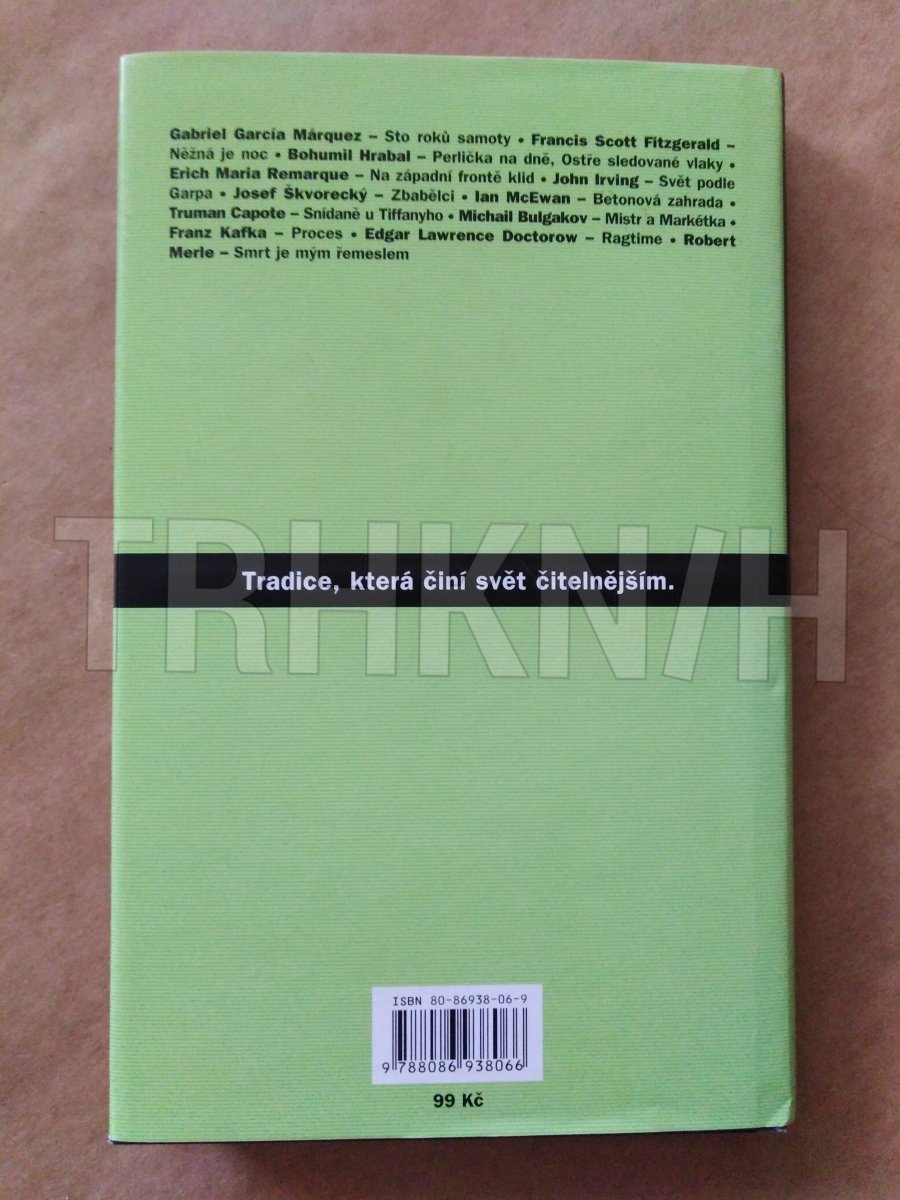 Gabriel García Márquez – Sto roků samoty • Francis Scott Fitzgerald –
Něžná je noc • Bohumil Hrabal – Perlička na dně, Ostře sledované vlaky •
Erich Maria Remarque – Na západní frontě klid • John Irving – Svět podle
Garpa • Josef Škvorecký – Zbabělci • Ian McEwan – Betonová zahrada •
Truman Capote – Snídaně u Tiffanyho • Michail Bulgakov – Mistr a Markétka •
Franz Kafka – Proces • Edgar Lawrence Doctorow – Ragtime • Robert
Merle – Smrt je mým řemeslem
TRHKN/H
Tradice, která činí svět čitelnějším.
ISBN 80-86938-06-9
9 788086 938066
99 Kč